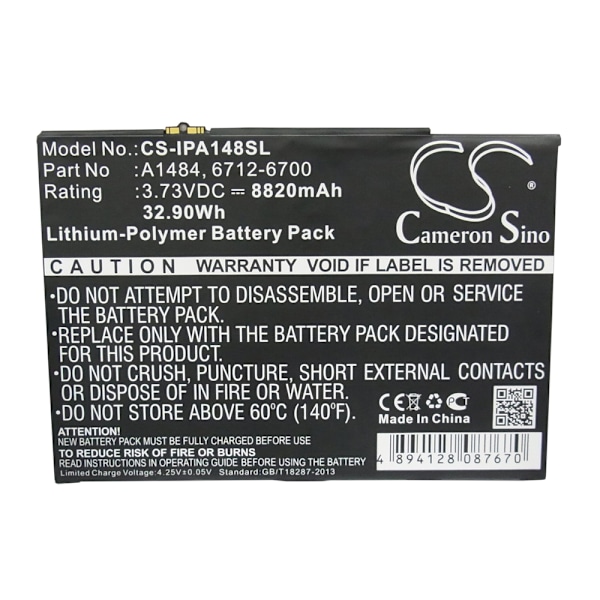 Model No.: CS-IPA148SL
Part No : A1484, 6712-6700
Rating : 3.73VDC = 8820mAh
32.90Wh
Lithium-Polymer Battery Pack
CS
Cameron Sino
CAUTION WARRANTY VOID IF LABEL IS REMOVED
•DO NOT ATTEMPT TO DISASSEMBLE, OPEN OR SERVICE
THE BATTERY PACK.
•REPLACE ONLY WITH THE BATTERY PACK DESIGNATED
FOR THIS PRODUCT.
•DO NOT CRUSH, PUNCTURE, SHORT EXTERNAL CONTACTS
OR DISPOSE OF IN FIRE OR WATER.
•DO NOT STORE ABOVE 60℃ (140℉).
ATTENTION!
NEW BATTERY PACK MUST BE CHARGED BEFORE USE.
TO REDUCE RISK OF FIRE OR BURNS
READ INSTRUCTIONS IN MANUAL BEFORE USING BATTERY PACK.
Limited Charge Voltage:4.25V±0.05V Standard:GB/T18287-2013
CE FC PSE
Made In China
4 894128 087670